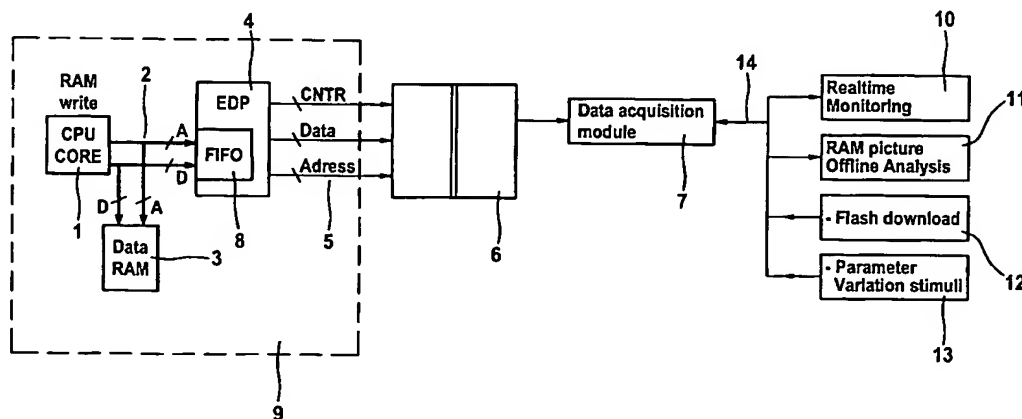 4
10
2
14
RAM
write
EDP
CNTR
Realtime
Monitoring
11
CPU
CORE
A
FIFO
Data
Data acquisition
module
RAM picture
Offline Analysis
D
Adress
1
D
A
8
5
6
7
- Flash download
Data
RAM
3
12
- Parameter
Variation stimuli
13
9